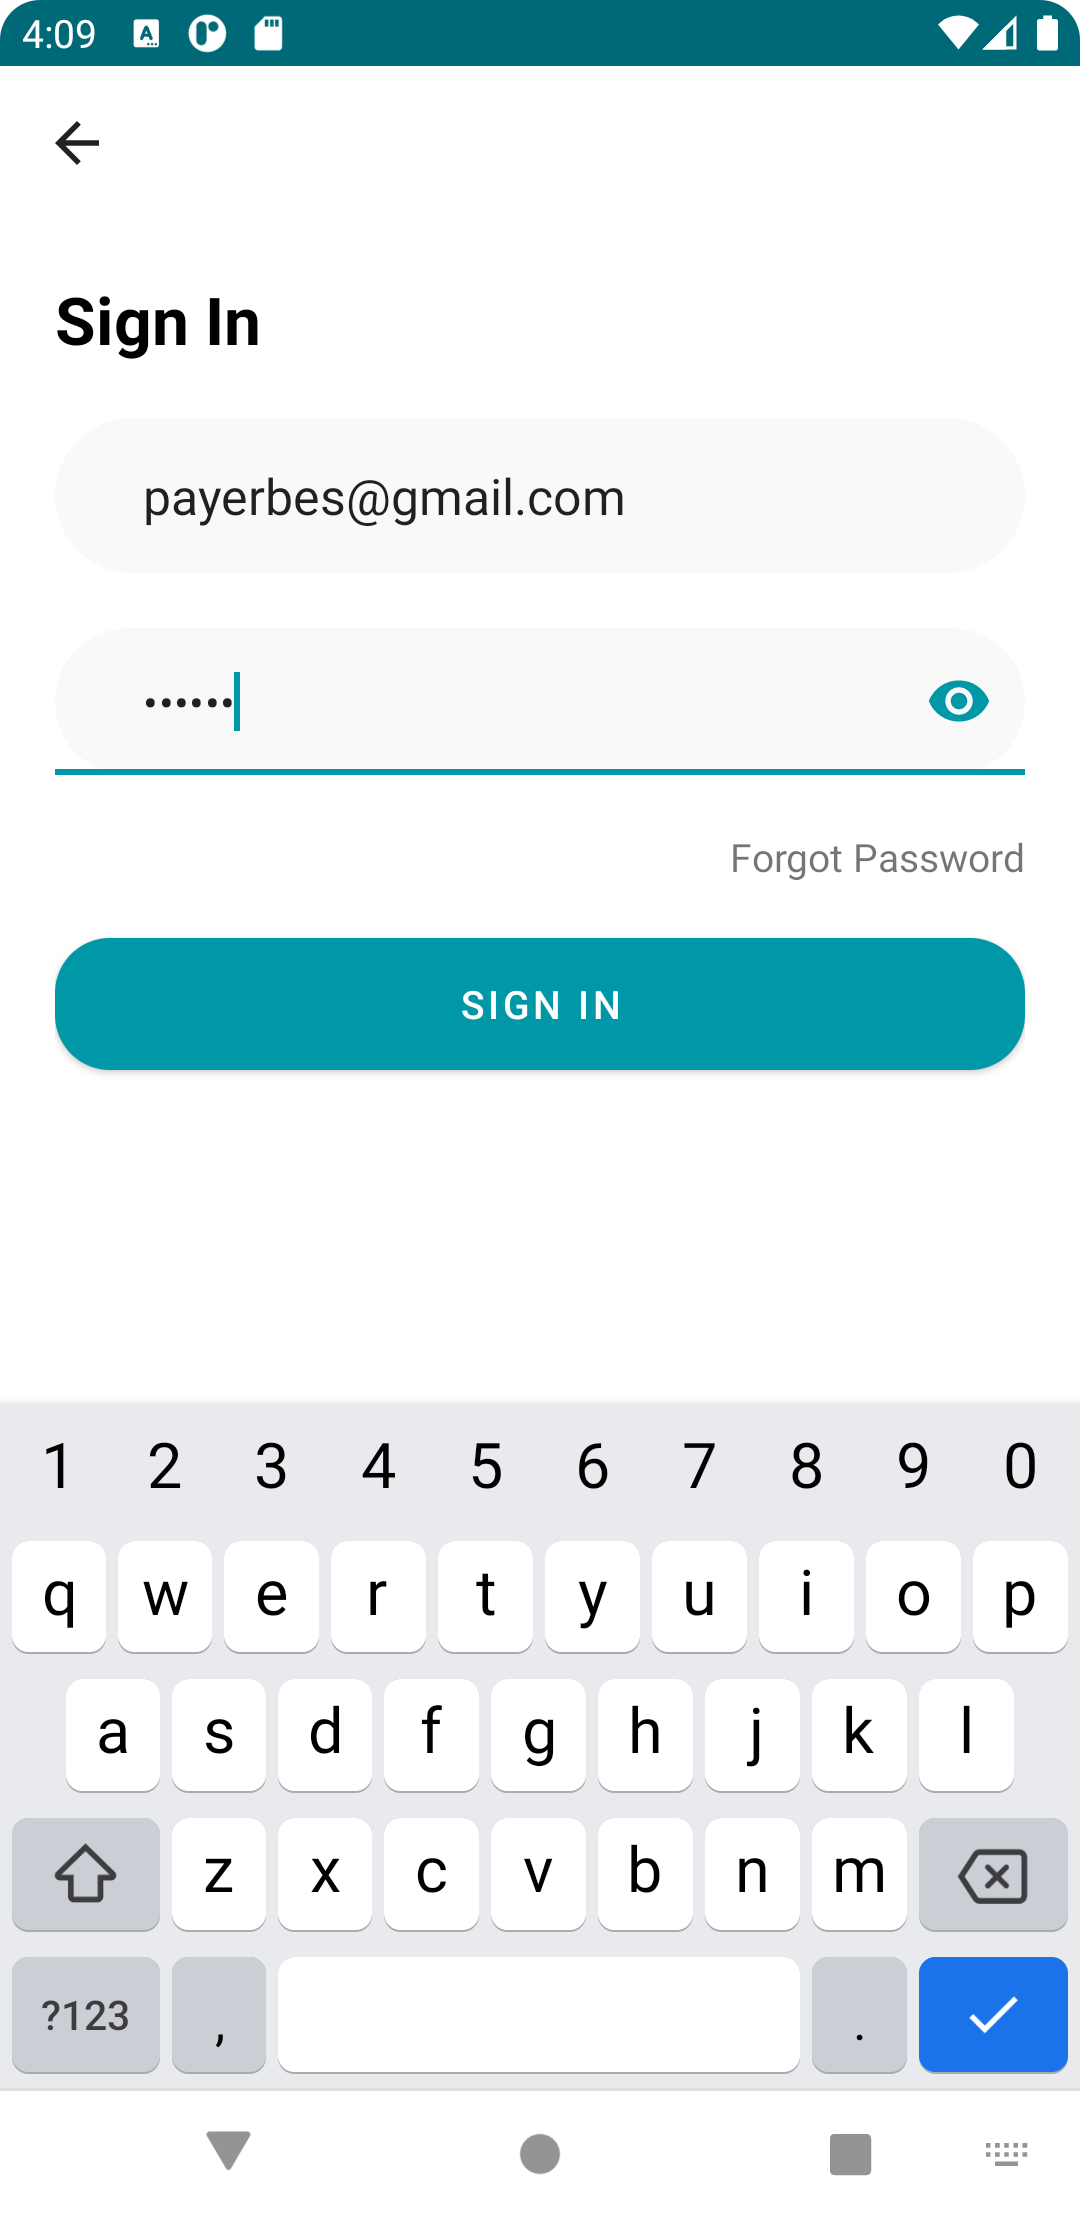 4:09
Sign In
payerbes@gmail.com
••••••
Forgot Password
SIGN IN
1 2 3 4 5 6 7 8 9 0
q w e r t y u i o p
a s d f g h j k l
z x c v b n m
?123 , .